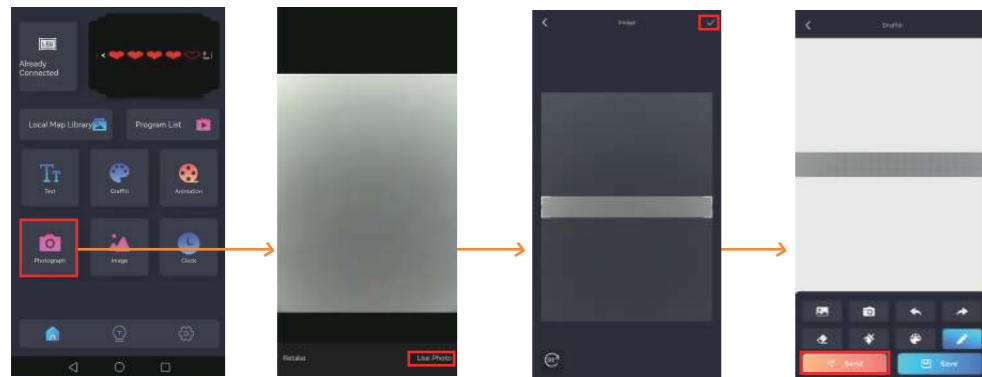 LED
Already
Connected
Local Map Library
Program List
Text
Graffiti
Animation
Photograph
Image
Clock
Retake
Use Photo
Image
90°
Graffiti
Send
Save